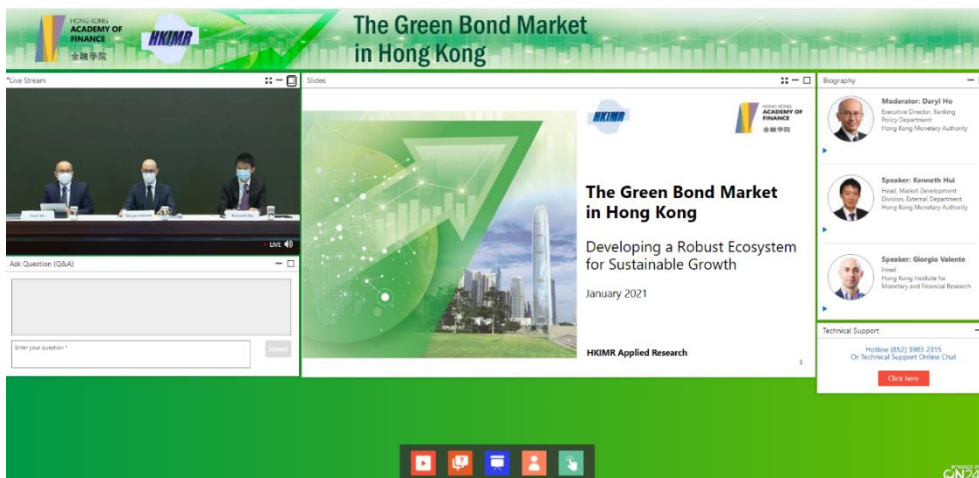 HONG KONG
ACADEMY OF
FINANCE
金融學院
HKIMR
The Green Bond Market
in Hong Kong
*Live Stream
LIVE
Ask Question (Q&A)
Enter your question *
Submit
Slides
HKIMR
HONG KONG
ACADEMY OF
FINANCE
金融學院
The Green Bond Market
in Hong Kong
Developing a Robust Ecosystem
for Sustainable Growth
January 2021
HKIMR Applied Research
1
Biography
Moderator: Daryl Ho
Executive Director, Banking
Policy Department
Hong Kong Monetary Authority
Speaker: Kenneth Hui
Head, Market Development
Division, External Department
Hong Kong Monetary Authority
Speaker: Giorgio Valente
Head
Hong Kong Institute for
Monetary and Financial Research
Technical Support
Hotline (852) 3983 2315
Or Technical Support Online Chat
Click here
POWERED BY
ON24